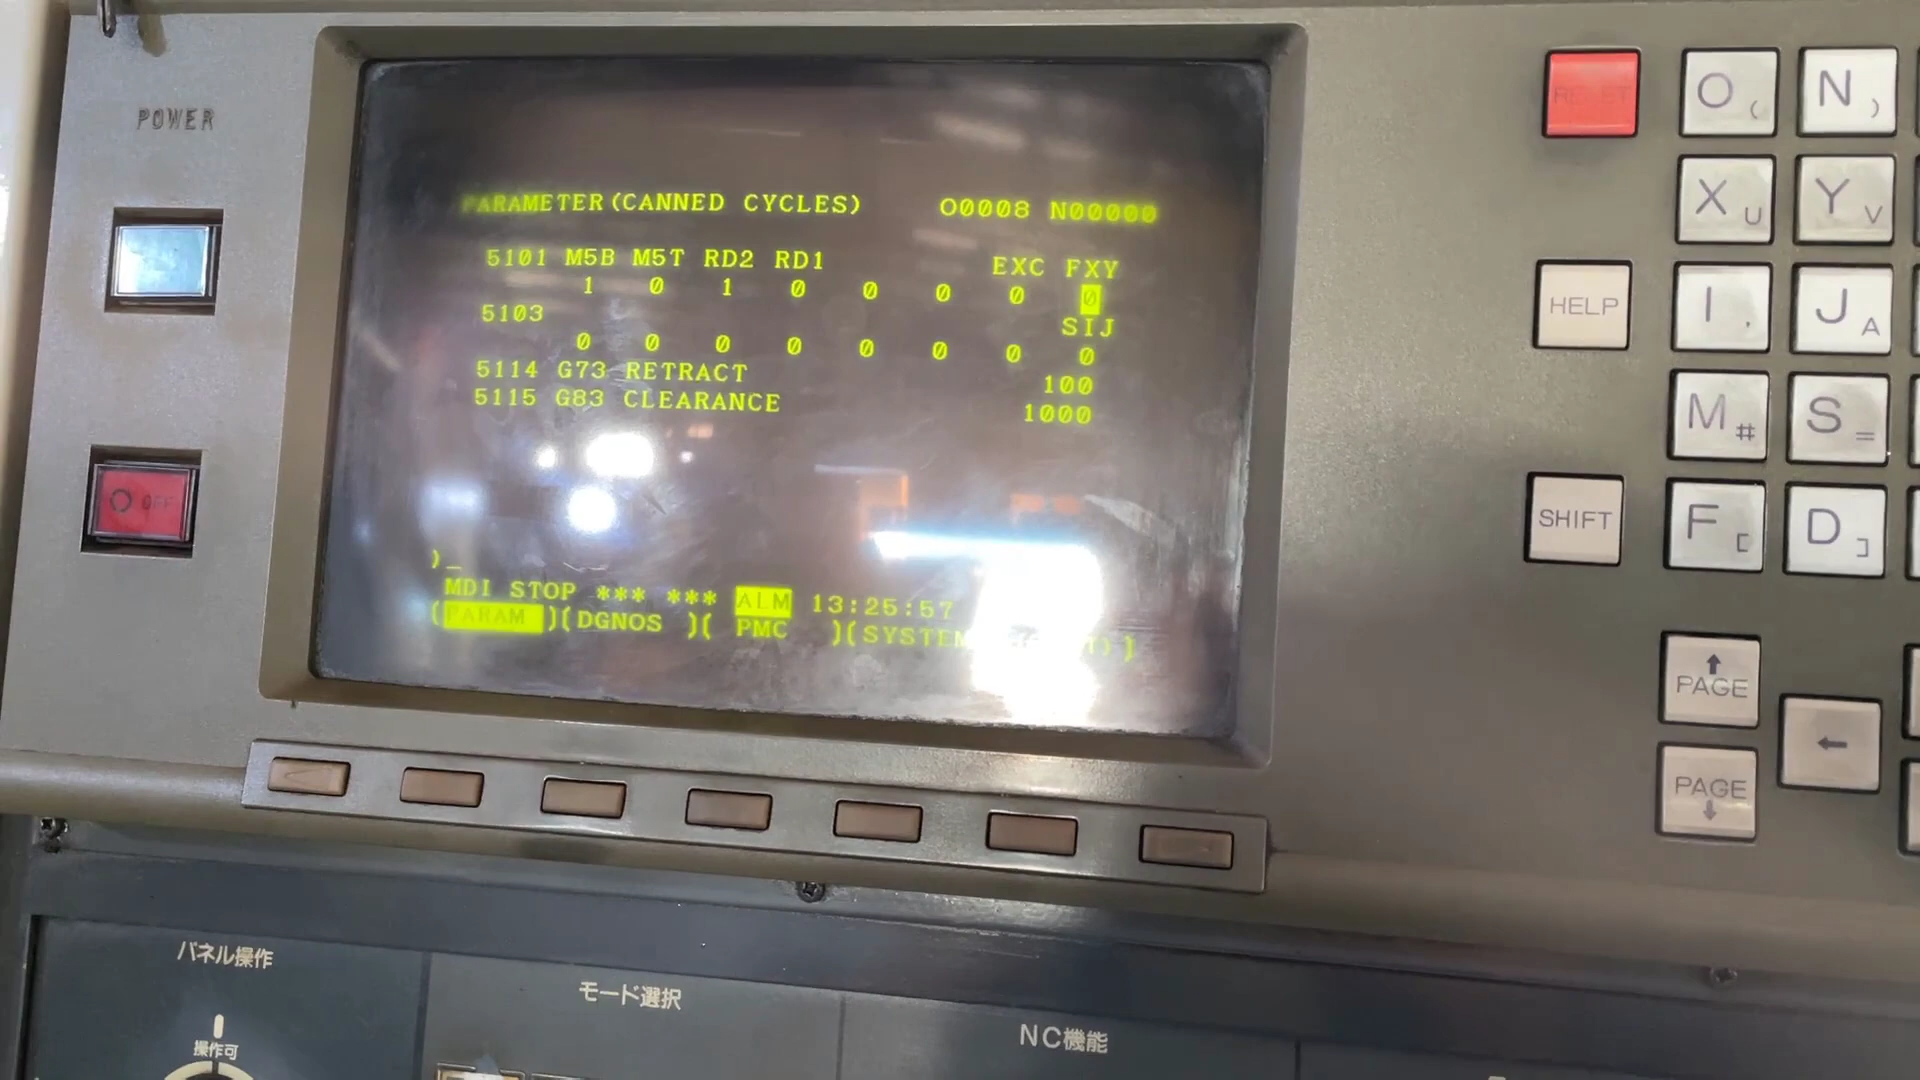 POWER
PARAMETER(CANNED CYCLES) O0008 N00000
5101 M5B M5T RD2 RD1 EXC FXY
1 0 1 0 0 0 0 0
5103 SIJ
0 0 0 0 0 0 0 0
5114 G73 RETRACT 100
5115 G83 CLEARANCE 1000
)_
MDI STOP *** *** ALM 13:25:57
(PARAM )(DGNOS )( PMC )(SYSTEM
OFF
RESET
O (
N )
X U
Y V
HELP
I ,
J A
M #
S =
SHIFT
F [
D ]
↑
PAGE
←
PAGE
↓
パネル操作
モード選択
NC機能
操作可